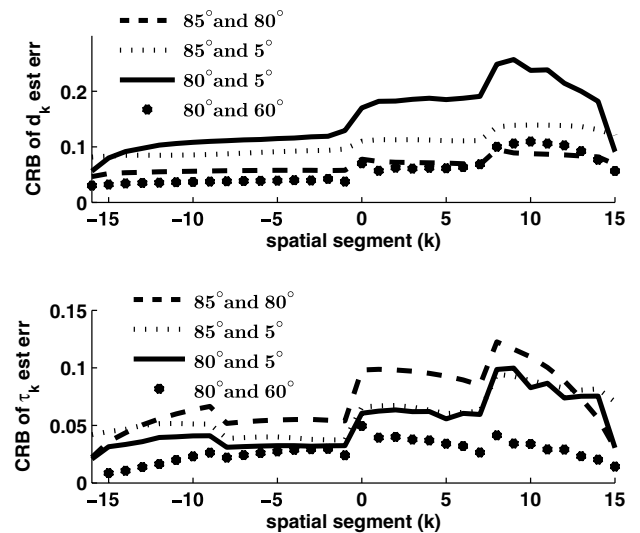 85°and 80°
85°and 5°
80°and 5°
80°and 60°
CRB of d_k est err
0.2
0.1
0
−15 −10 −5 0 5 10 15
spatial segment (k)
85°and 80°
85°and 5°
80°and 5°
80°and 60°
CRB of τ_k est err
0.15
0.1
0.05
0
−15 −10 −5 0 5 10 15
spatial segment (k)